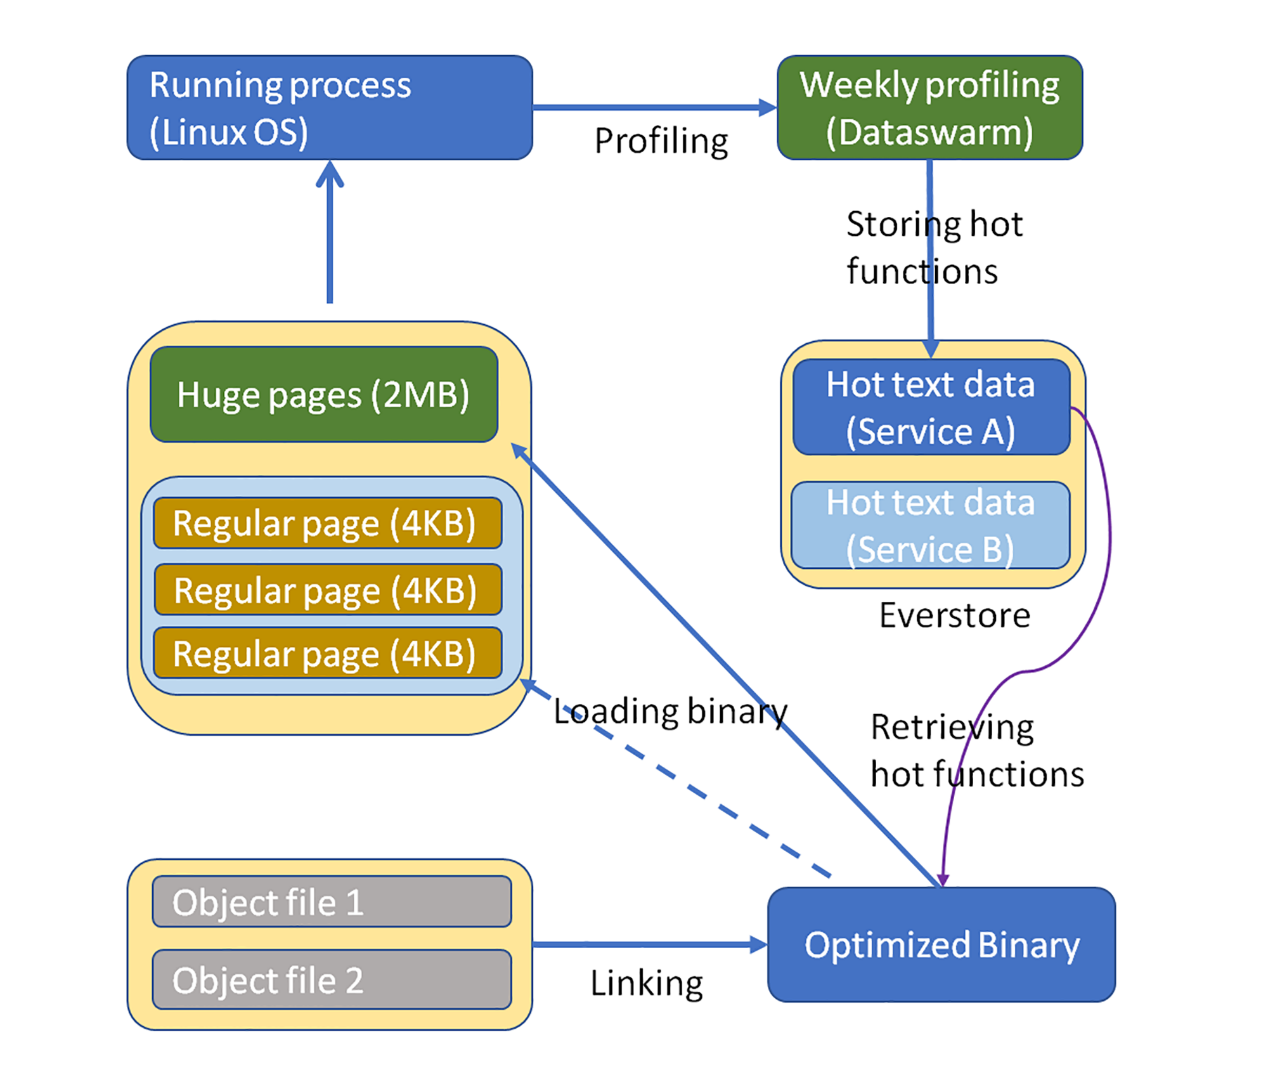 Running process
(Linux OS)
Profiling
Weekly profiling
(Dataswarm)
Storing hot
functions
Huge pages (2MB)
Regular page (4KB)
Regular page (4KB)
Regular page (4KB)
Hot text data
(Service A)
Hot text data
(Service B)
Everstore
Loading binary
Retrieving
hot functions
Object file 1
Object file 2
Linking
Optimized Binary